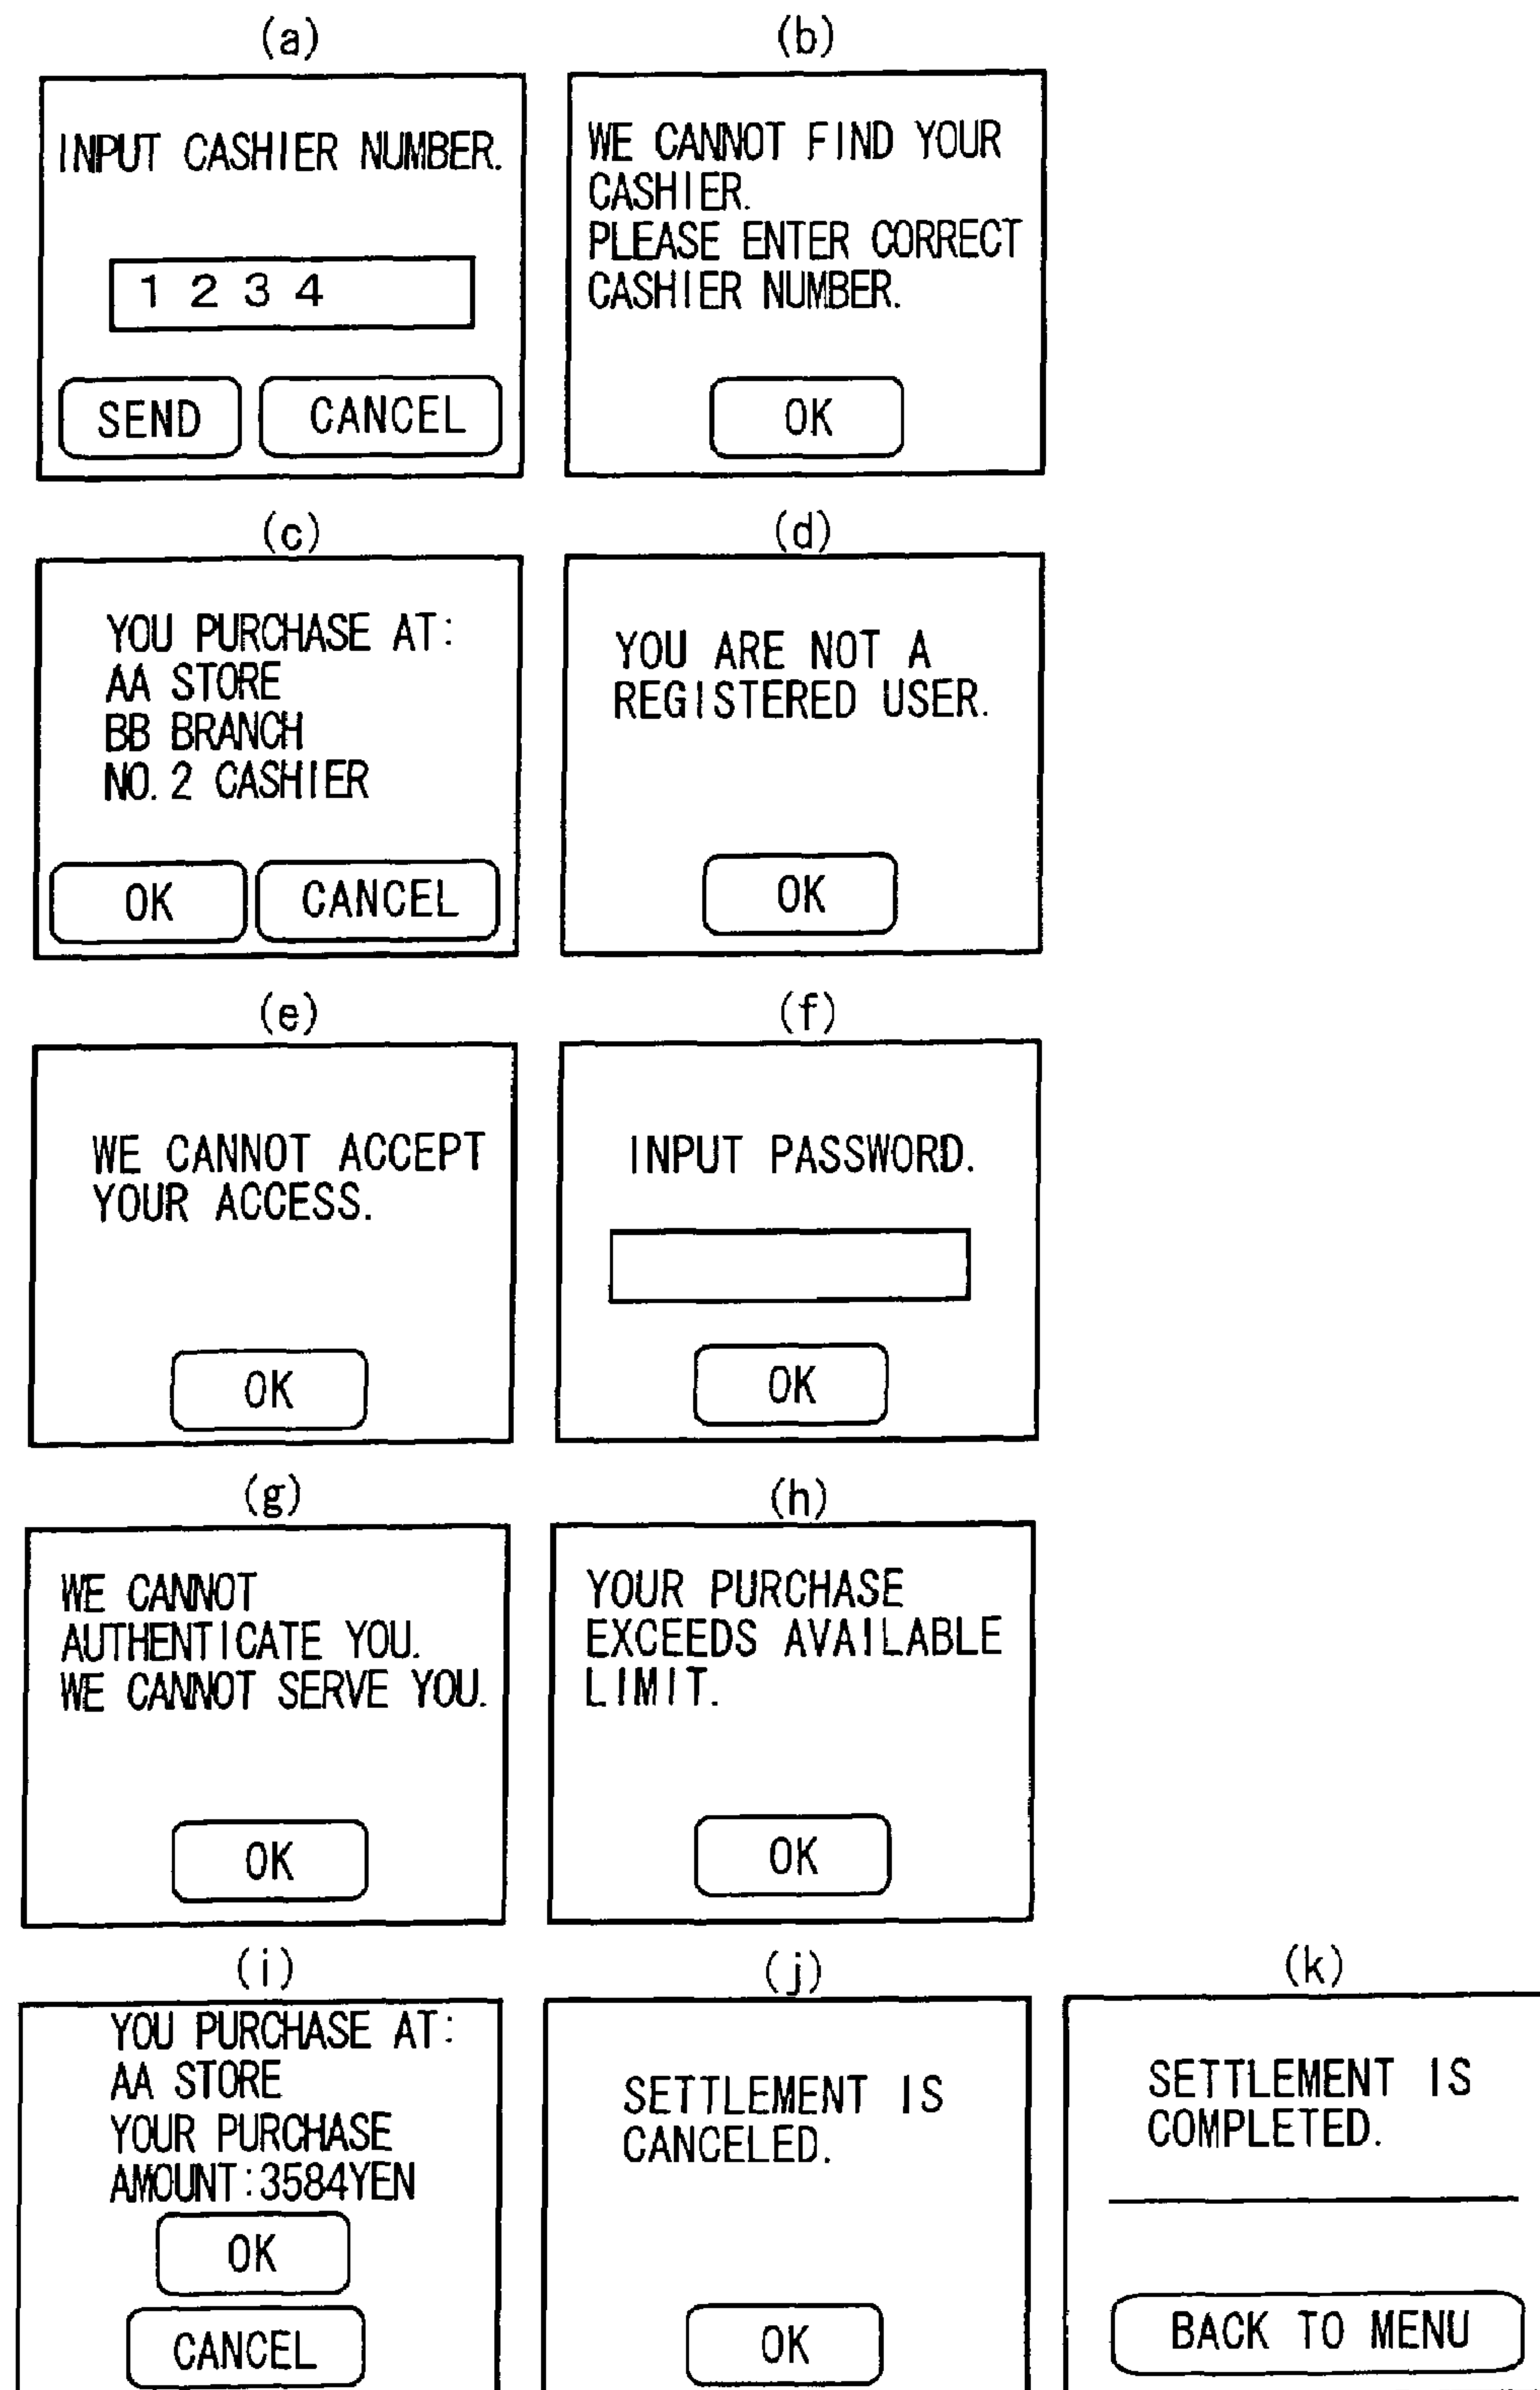 (a)
INPUT CASHIER NUMBER.
1 2 3 4
SEND
CANCEL
(b)
WE CANNOT FIND YOUR
CASHIER.
PLEASE ENTER CORRECT
CASHIER NUMBER.
OK
(c)
YOU PURCHASE AT:
AA STORE
BB BRANCH
NO. 2 CASHIER
OK
CANCEL
(d)
YOU ARE NOT A
REGISTERED USER.
OK
(e)
WE CANNOT ACCEPT
YOUR ACCESS.
OK
(f)
INPUT PASSWORD.
OK
(g)
WE CANNOT
AUTHENTICATE YOU.
WE CANNOT SERVE YOU.
OK
(h)
YOUR PURCHASE
EXCEEDS AVAILABLE
LIMIT.
OK
(i)
YOU PURCHASE AT:
AA STORE
YOUR PURCHASE
AMOUNT:3584YEN
OK
CANCEL
(j)
SETTLEMENT IS
CANCELED.
OK
(k)
SETTLEMENT IS
COMPLETED.
BACK TO MENU